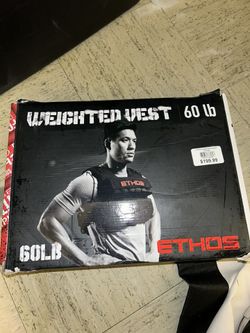 WEIGHTED VEST 60 lb
$199.99
ETHOS
60LB ETHOS